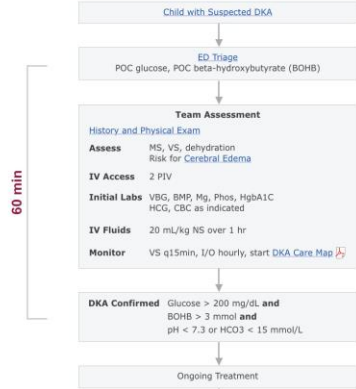 Child with Suspected DKA
ED Triage
POC glucose, POC beta-hydroxybutyrate (BOHB)
60 min
Team Assessment
History and Physical Exam
Assess MS, VS, dehydration
Risk for Cerebral Edema
IV Access 2 PIV
Initial Labs VBG, BMP, Mg, Phos, HgbA1C
HCG, CBC as indicated
IV Fluids 20 mL/kg NS over 1 hr
Monitor VS q15min, I/O hourly, start DKA Care Map
DKA Confirmed Glucose > 200 mg/dL and
BOHB > 3 mmol and
pH < 7.3 or HCO3 < 15 mmol/L
Ongoing Treatment